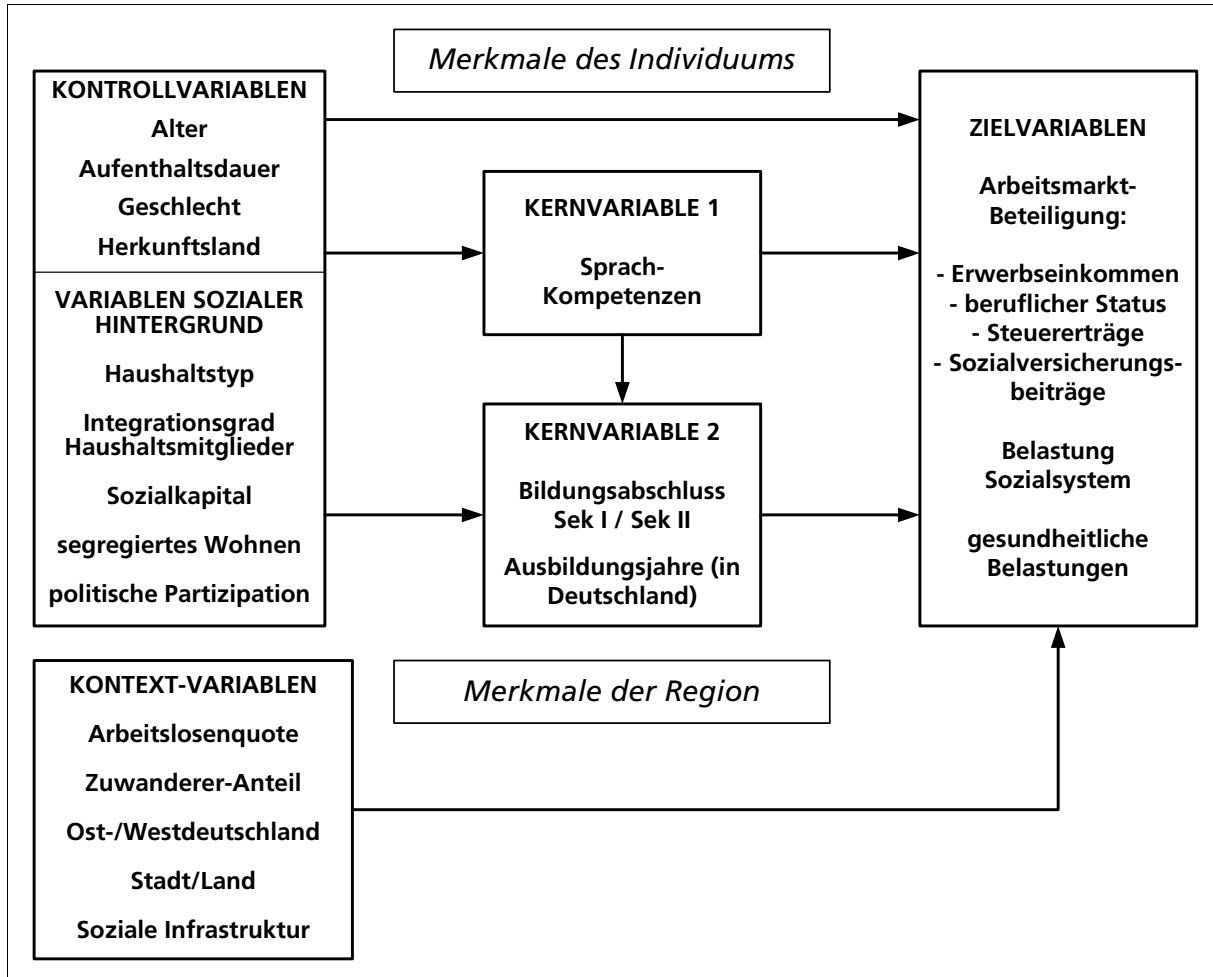 Merkmale des Individuums
KONTROLLVARIABLEN
Alter
Aufenthaltsdauer
Geschlecht
Herkunftsland
VARIABLEN SOZIALER
HINTERGRUND
Haushaltstyp
Integrationsgrad
Haushaltsmitglieder
Sozialkapital
segregiertes Wohnen
politische Partizipation
KERNVARIABLE 1
Sprach-
Kompetenzen
KERNVARIABLE 2
Bildungsabschluss
Sek I / Sek II
Ausbildungsjahre (in
Deutschland)
ZIELVARIABLEN
Arbeitsmarkt-
Beteiligung:
- Erwerbseinkommen
- beruflicher Status
- Steuererträge
- Sozialversicherungs-
beiträge
Belastung
Sozialsystem
gesundheitliche
Belastungen
Merkmale der Region
KONTEXT-VARIABLEN
Arbeitslosenquote
Zuwanderer-Anteil
Ost-/Westdeutschland
Stadt/Land
Soziale Infrastruktur